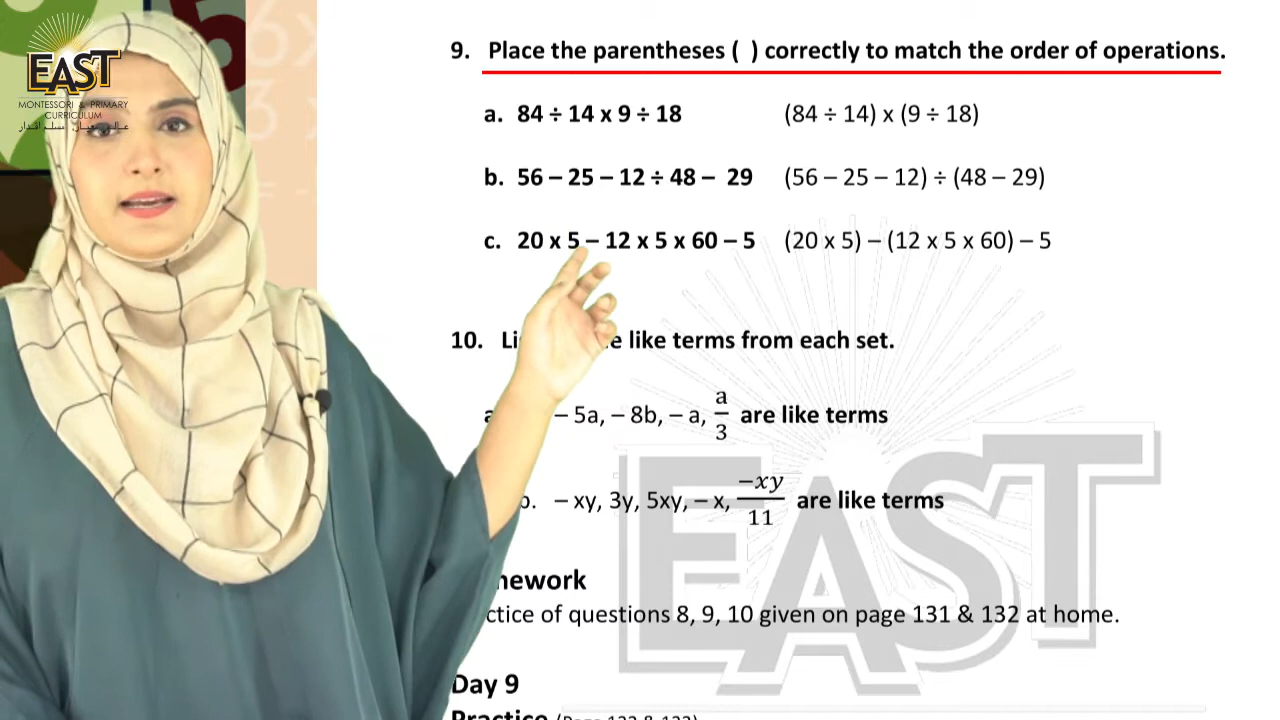 EAST
MONTESSORI & PRIMARY
CURRICULUM
9. Place the parentheses ( ) correctly to match the order of operations.
a. 84 ÷ 14 x 9 ÷ 18 (84 ÷ 14) x (9 ÷ 18)
b. 56 – 25 – 12 ÷ 48 – 29 (56 – 25 – 12) ÷ (48 – 29)
c. 20 x 5 – 12 x 5 x 60 – 5 (20 x 5) – (12 x 5 x 60) – 5
10. like terms from each set.
– 5a, – 8b, – a, a/3 are like terms
– xy, 3y, 5xy, – x, −xy/11 are like terms
ework
ctice of questions 8, 9, 10 given on page 131 & 132 at home.
Day 9
Practice
EAST